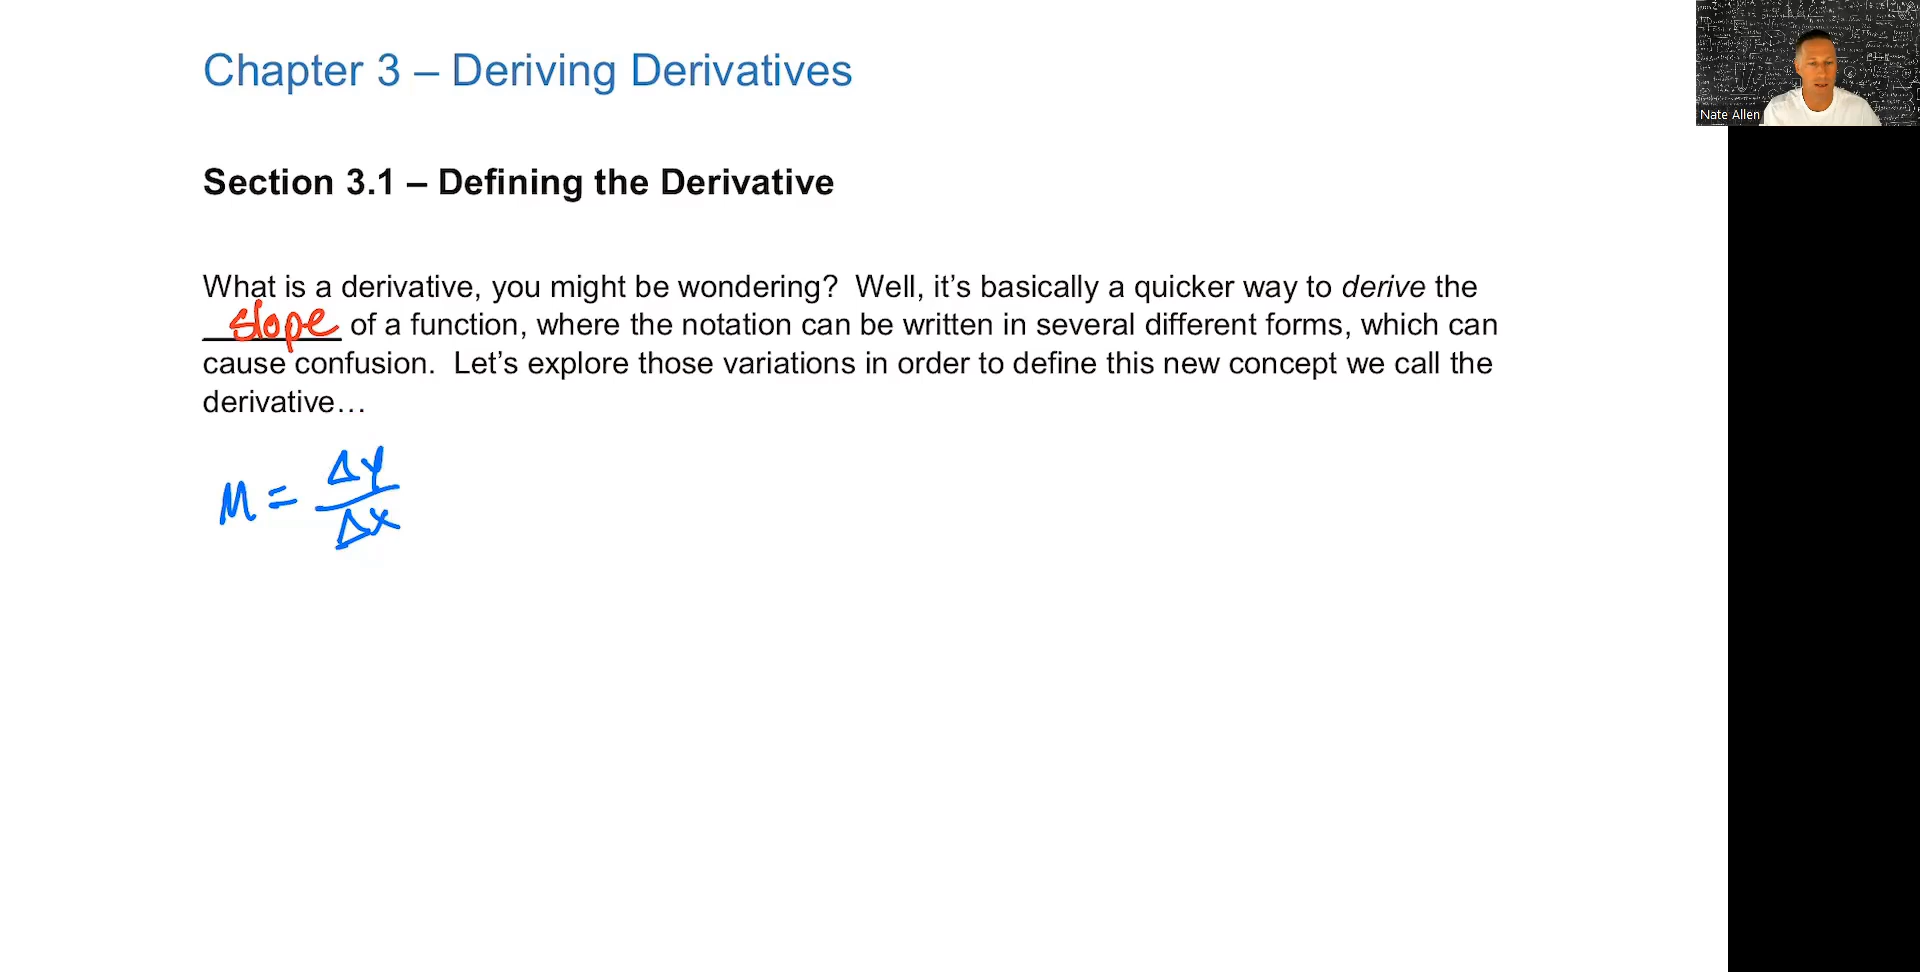 Chapter 3 – Deriving Derivatives
Nate Allen
Section 3.1 – Defining the Derivative
What is a derivative, you might be wondering?  Well, it’s basically a quicker way to derive the
slope of a function, where the notation can be written in several different forms, which can
cause confusion.  Let’s explore those variations in order to define this new concept we call the
derivative…
M = Δy
Δx